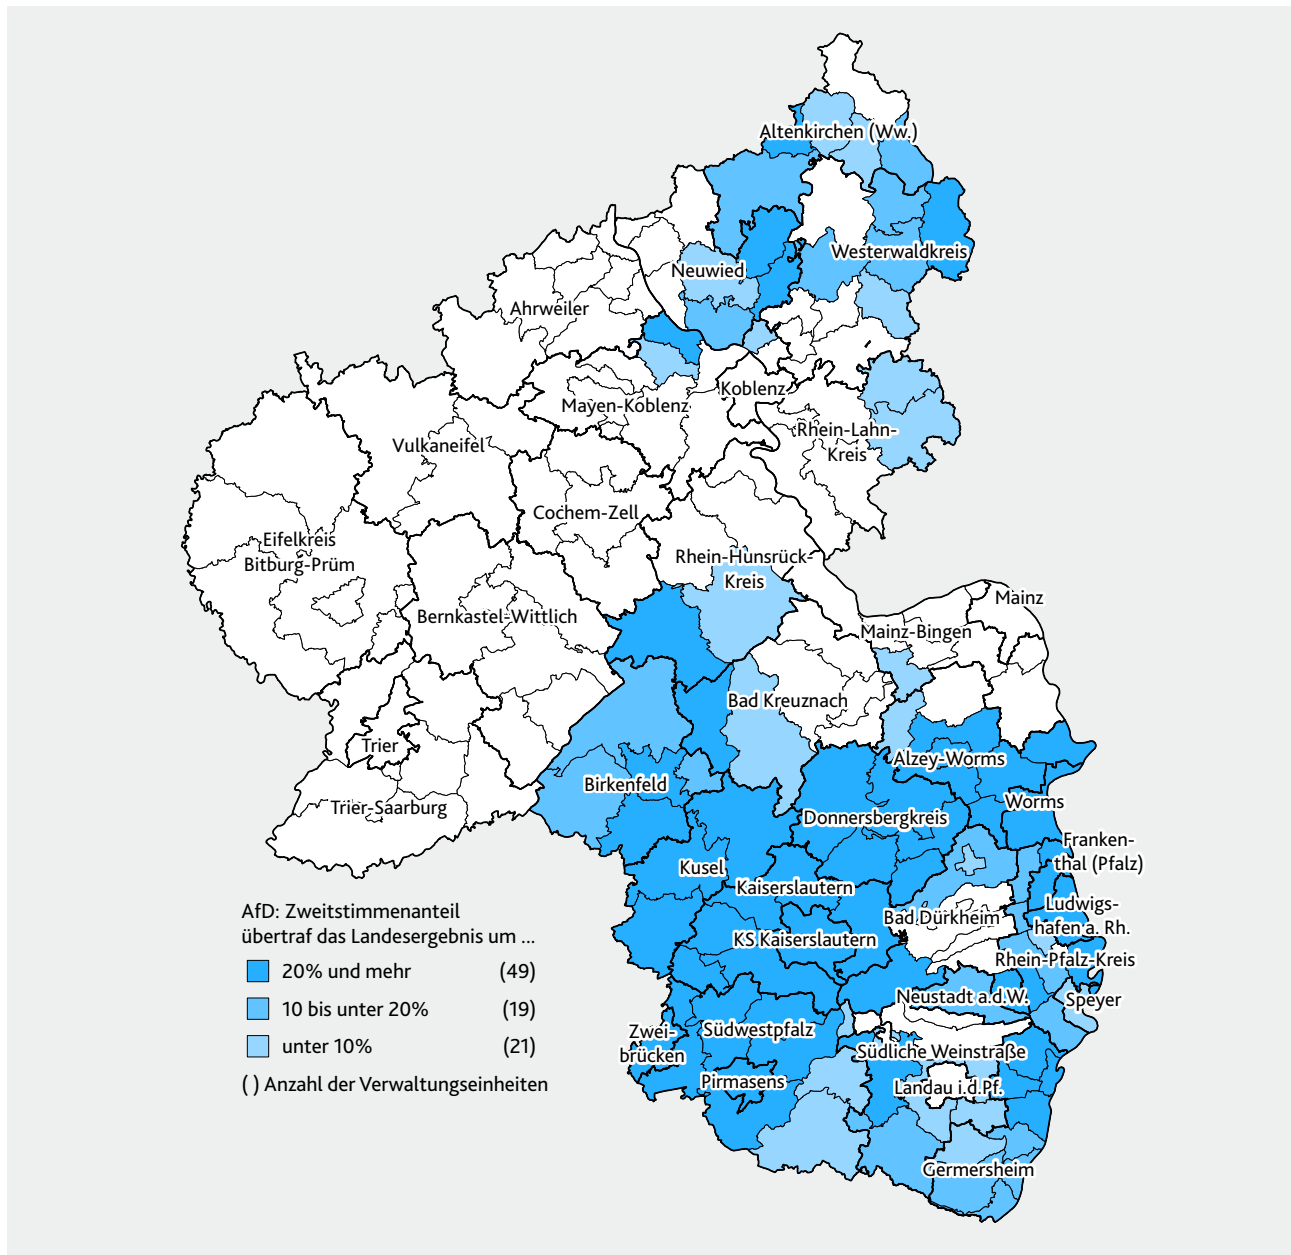 Altenkirchen (Ww.)
Westerwaldkreis
Neuwied
Ahrweiler
Koblenz
Mayen-Koblenz
Rhein-Lahn-
Kreis
Vulkaneifel
Cochem-Zell
Eifelkreis
Bitburg-Prüm
Rhein-Hunsrück-
Kreis
Mainz
Bernkastel-Wittlich
Mainz-Bingen
Bad Kreuznach
Trier
Alzey-Worms
Birkenfeld
Worms
Trier-Saarburg
Donnersbergkreis
Franken-
thal (Pfalz)
Kusel
Kaiserslautern
Ludwigs-
hafen a. Rh.
Bad Dürkheim
KS Kaiserslautern
Rhein-Pfalz-Kreis
Neustadt a.d.W.
Speyer
Zwei-
brücken
Südwestpfalz
Südliche Weinstraße
Pirmasens
Landau i.d.Pf.
Germersheim
AfD: Zweitstimmenanteil
übertraf das Landesergebnis um ...
20% und mehr (49)
10 bis unter 20% (19)
unter 10% (21)
( ) Anzahl der Verwaltungseinheiten